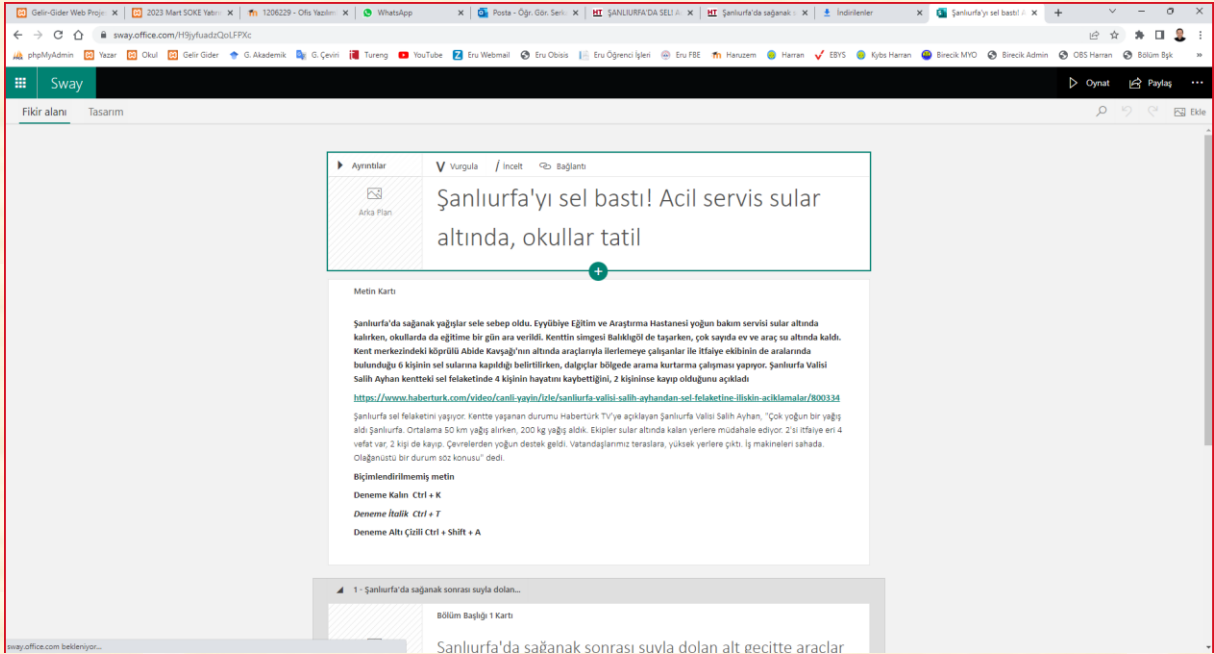 Gelir-Gider Web Proje
2023 Mart SÖKE Yatırı
1206229 - Ofis Yazılım
WhatsApp
Posta - Öğr. Gör. Serka
ŞANLIURFA'DA SEL!
Şanlıurfa'da sağanak
İndirilenler
Şanlıurfa'yı sel bastı! A
sway.office.com/H9jyfuadzQoLFPXc
phpMyAdmin Yazar Okul Gelir Gider G. Akademik G. Çeviri Tureng YouTube Eru Webmail Eru Obisis Eru Öğrenci İşleri Eru FBE Haruzem Harran EBYS Kybs Harran Birecik MYO Birecik Admin OBS Harran Bölüm Bşk
Sway
Oynat Paylaş
Fikir alanı Tasarım
Ekle
Ayrıntılar
V Vurgula / İncelt Bağlantı
Arka Plan
Şanlıurfa'yı sel bastı! Acil servis sular
altında, okullar tatil
Metin Kartı
Şanlıurfa'da sağanak yağışlar sele sebep oldu. Eyyübiye Eğitim ve Araştırma Hastanesi yoğun bakım servisi sular altında
kalırken, okullarda da eğitime bir gün ara verildi. Kenttin simgesi Balıklıgöl de taşarken, çok sayıda ev ve araç su altında kaldı.
Kent merkezindeki köprülü Abide Kavşağı'nın altında araçlarıyla ilerlemeye çalışanlar ile itfaiye ekibinin de aralarında
bulunduğu 6 kişinin sel sularına kapıldığı belirtilirken, dalgıçlar bölgede arama kurtarma çalışması yapıyor. Şanlıurfa Valisi
Salih Ayhan kentteki sel felaketinde 4 kişinin hayatını kaybettiğini, 2 kişininse kayıp olduğunu açıkladı
https://www.haberturk.com/video/canli-yayin/izle/sanliurfa-valisi-salih-ayhandan-sel-felaketine-iliskin-aciklamalar/800334
Şanlıurfa sel felaketini yaşıyor. Kentte yaşanan durumu Habertürk TV'ye açıklayan Şanlıurfa Valisi Salih Ayhan, "Çok yoğun bir yağış
aldı Şanlıurfa. Ortalama 50 km yağış alırken, 200 kg yağış aldık. Ekipler sular altında kalan yerlere müdahale ediyor. 2'si itfaiye eri 4
vefat var, 2 kişi de kayıp. Çevrelerden yoğun destek geldi. Vatandaşlarımız teraslara, yüksek yerlere çıktı. İş makineleri sahada.
Olağanüstü bir durum söz konusu" dedi.
Biçimlendirilmemiş metin
Deneme Kalın Ctrl + K
Deneme İtalik Ctrl + T
Deneme Altı Çizili Ctrl + Shift + A
1 - Şanlıurfa'da sağanak sonrası suyla dolan...
Bölüm Başlığı 1 Kartı
Şanlıurfa'da sağanak sonrası suyla dolan alt geçitte araçlar
sway.office.com bekleniyor...